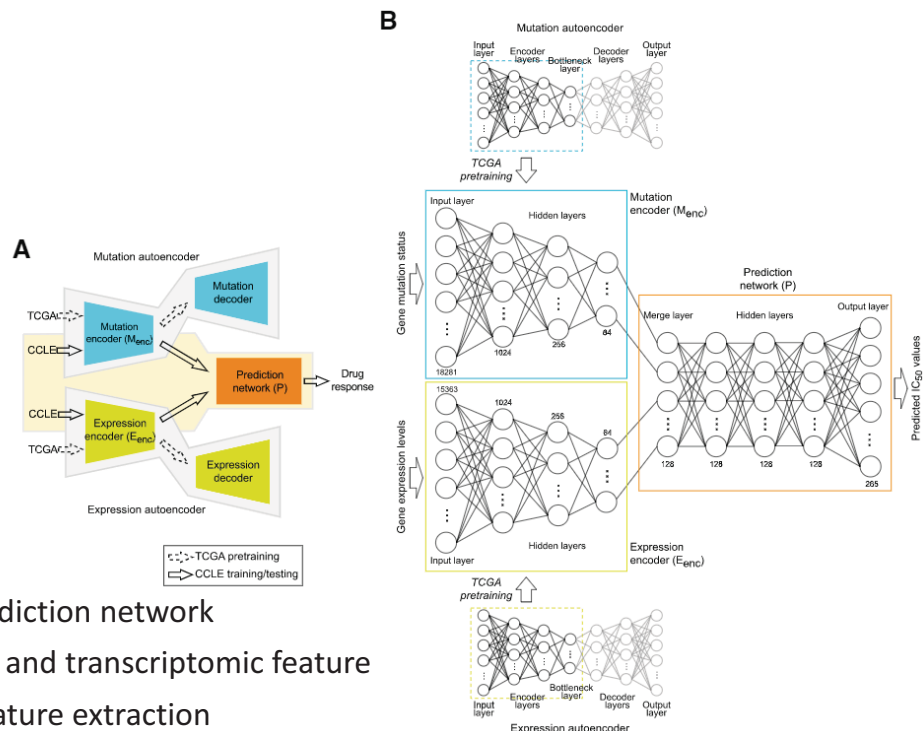 A
Mutation autoencoder
Mutation
decoder
TCGA
Mutation
encoder (Menc)
CCLE
Prediction
network (P)
Drug
response
CCLE
Expression
encoder (Eenc)
TCGA
Expression
decoder
Expression autoencoder
TCGA pretraining
CCLE training/testing
diction network
and transcriptomic feature
ature extraction
B
Mutation autoencoder
Input
layer
Encoder
layers
Bottleneck
layer
Decoder
layers
Output
layer
TCGA
pretraining
Mutation
encoder (Menc)
Input layer
Hidden layers
Gene mutation status
18281
1024
256
64
Prediction
network (P)
Merge layer
Hidden layers
Output layer
128
128
128
128
265
Predicted IC50 values
15363
1024
256
64
Gene expression levels
Input layer
Hidden layers
Expression
encoder (Eenc)
TCGA
pretraining
Input
layer
Encoder
layers
Bottleneck
layer
Decoder
layers
Output
layer
Expression autoencoder